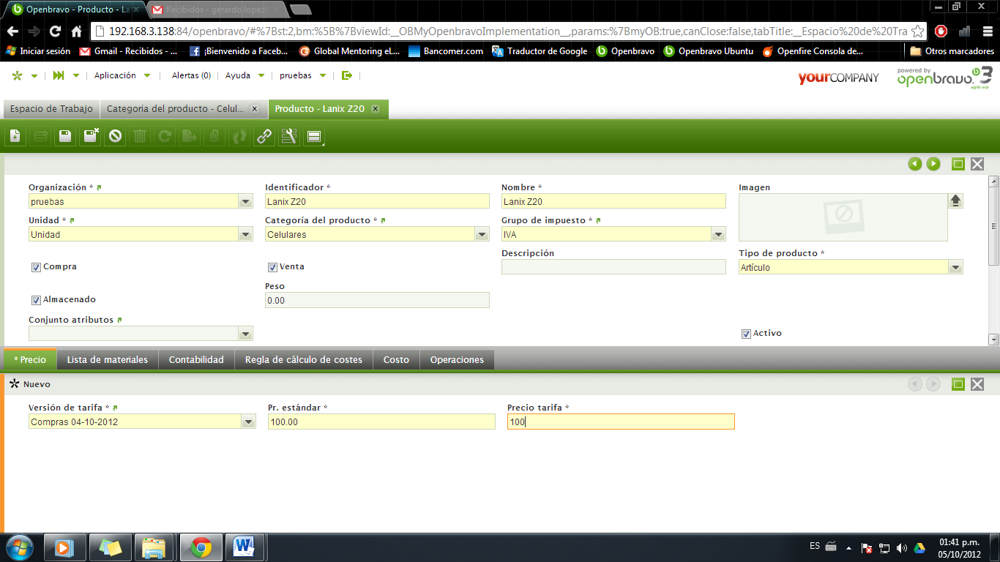 Openbravo - Producto - La
Recibidos - gerardo.lopez
192.168.3.138:84/openbravo/#%7Bst:2,bm:%5B%7BviewId:__OBMyOpenbravoImplementation__,params:%7BmyOB:true,canClose:false,tabTitle:__Espacio%20de%20Tra
Iniciar sesión Gmail - Recibidos - ... ¡Bienvenido a Faceb... Global Mentoring eL... Bancomer.com Traductor de Google Openbravo Openbravo Ubuntu Openfire Consola de... Otros marcadores
Aplicación Alertas (0) Ayuda pruebas yourCOMPANY powered by openbravo 3 agile erp
Espacio de Trabajo Categoria del producto - Celul... x Producto - Lanix Z20 x
Organización * Identificador * Nombre * Imagen
pruebas Lanix Z20 Lanix Z20
Unidad * Categoría del producto * Grupo de impuesto *
Unidad Celulares IVA
Descripción Tipo de producto *
Compra Venta Artículo
Peso
Almacenado 0.00
Conjunto atributos
Activo
* Precio Lista de materiales Contabilidad Regla de cálculo de costes Costo Operaciones
Nuevo
Versión de tarifa * Pr. estándar * Precio tarifa *
Compras 04-10-2012 100.00 100
ES 01:41 p.m.
05/10/2012